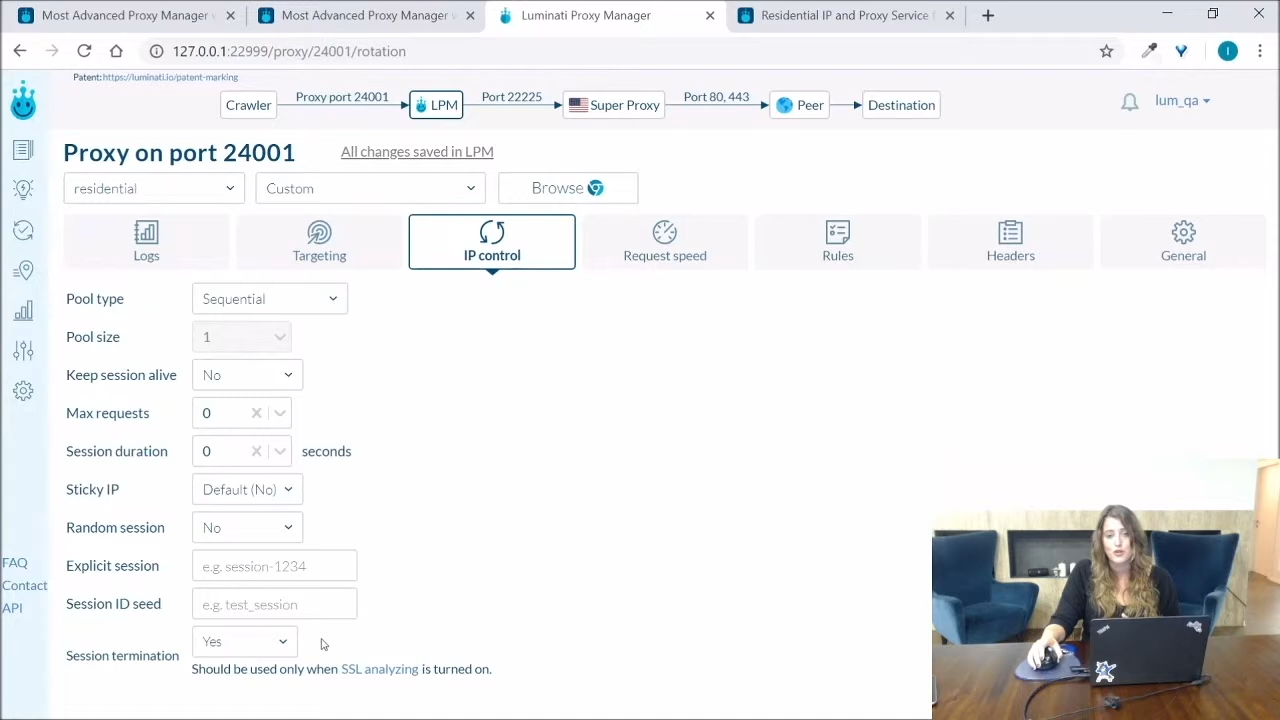 Most Advanced Proxy Manager
Most Advanced Proxy Manager
Luminati Proxy Manager
Residential IP and Proxy Service
127.0.0.1:22999/proxy/24001/rotation
I
Patent: https://luminati.io/patent-marking
Crawler
Proxy port 24001
LPM
Port 22225
Super Proxy
Port 80, 443
Peer
Destination
lum_qa
Proxy on port 24001
All changes saved in LPM
residential
Custom
Browse
Logs
Targeting
IP control
Request speed
Rules
Headers
General
Pool type
Sequential
Pool size
1
Keep session alive
No
Max requests
0
Session duration
0
seconds
Sticky IP
Default (No)
Random session
No
Explicit session
e.g. session-1234
Session ID seed
e.g. test_session
Session termination
Yes
Should be used only when SSL analyzing is turned on.
FAQ
Contact
API